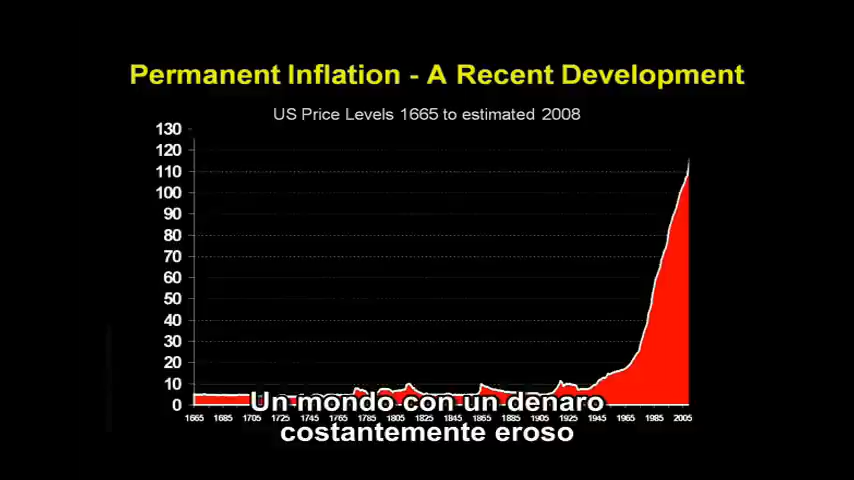 Permanent Inflation - A Recent Development
US Price Levels 1665 to estimated 2008
130
120
110
100
90
80
70
60
50
40
30
20
10
0
1665 1685 1705 1725 1745 1765 1785 1805 1825 1845 1865 1885 1905 1925 1945 1965 1985 2005
Un mondo con un denaro
costantemente eroso